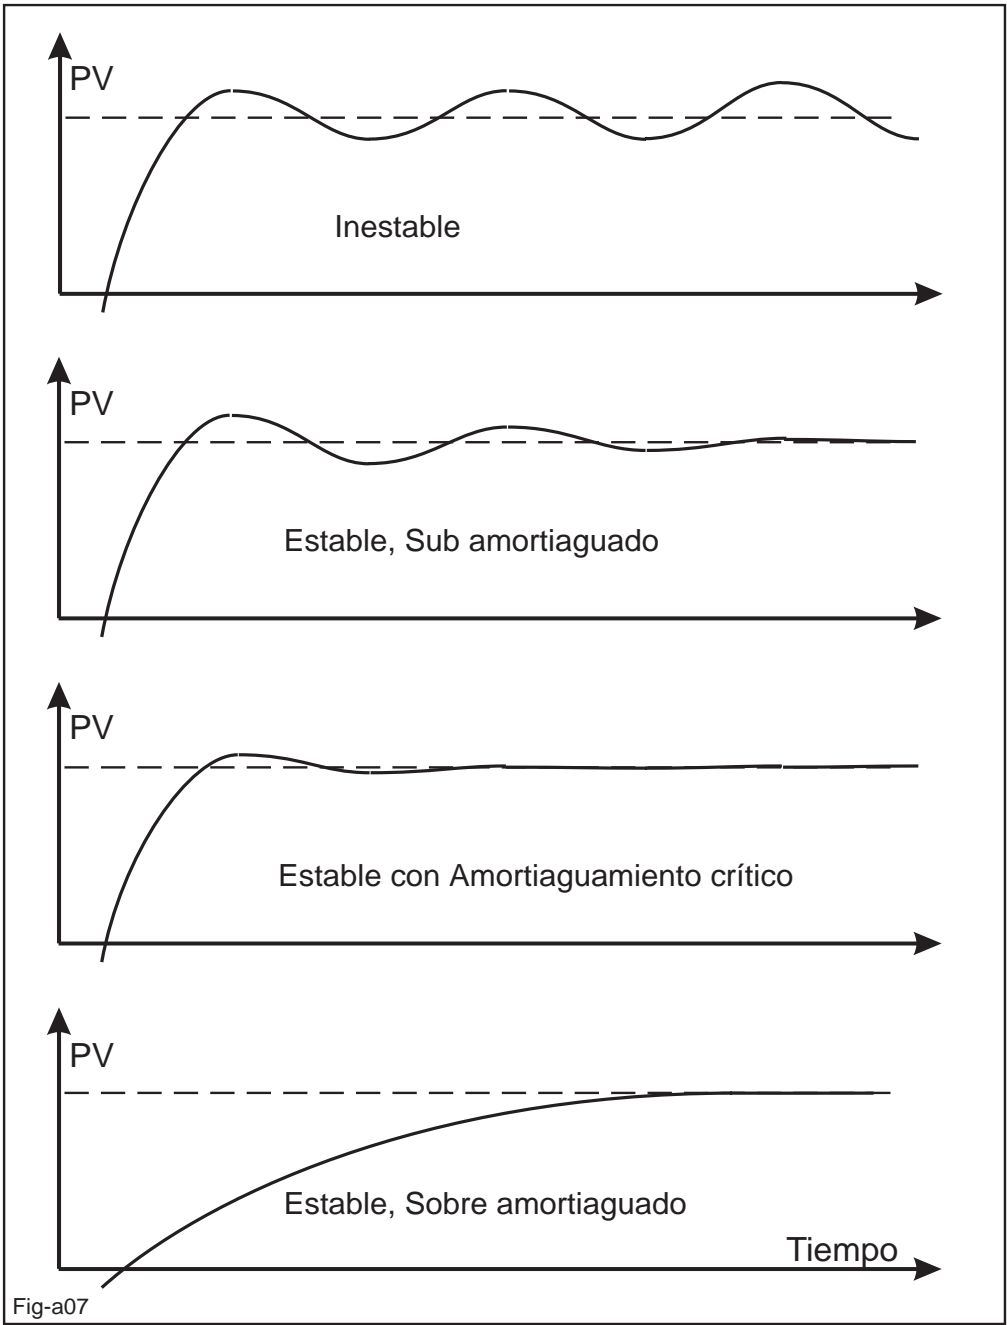 PV
Inestable
PV
Estable, Sub amortiaguado
PV
Estable con Amortiaguamiento crítico
PV
Estable, Sobre amortiaguado
Tiempo
Fig-a07